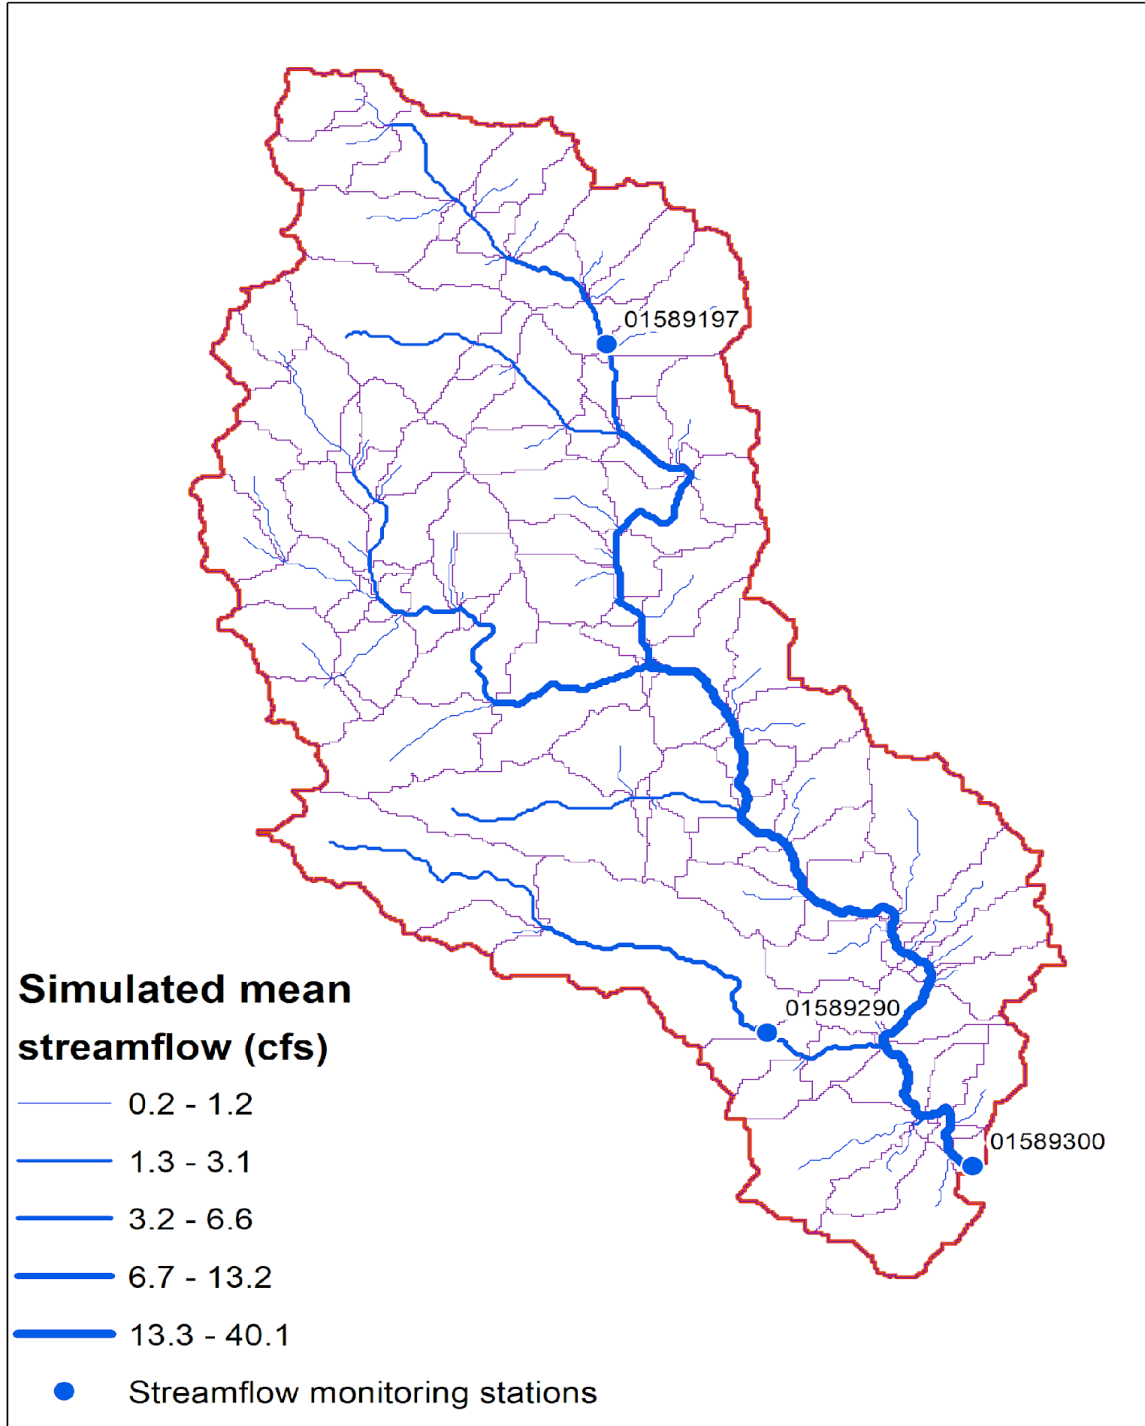 01589197
01589290
01589300
Simulated mean
streamflow (cfs)
0.2 - 1.2
1.3 - 3.1
3.2 - 6.6
6.7 - 13.2
13.3 - 40.1
Streamflow monitoring stations